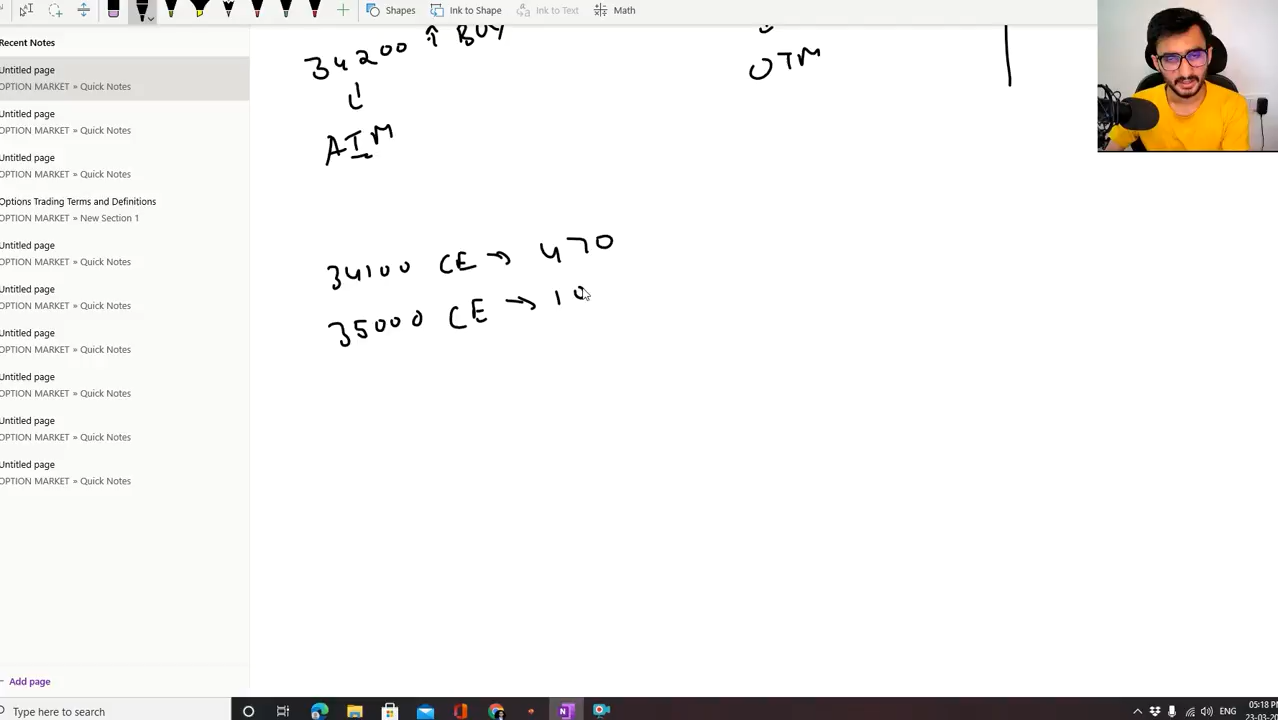 Shapes
Ink to Shape
Ink to Text
Math
Recent Notes
Untitled page
OPTION MARKET » Quick Notes
Untitled page
OPTION MARKET » Quick Notes
Untitled page
OPTION MARKET » Quick Notes
Options Trading Terms and Definitions
OPTION MARKET » New Section 1
Untitled page
OPTION MARKET » Quick Notes
Untitled page
OPTION MARKET » Quick Notes
Untitled page
OPTION MARKET » Quick Notes
Untitled page
OPTION MARKET » Quick Notes
Untitled page
OPTION MARKET » Quick Notes
Untitled page
OPTION MARKET » Quick Notes
Add page
34200 ↑ BUY
ATM
OTM
34100 CE → 470
35000 CE → 10
Type here to search
ENG
05:18 PM